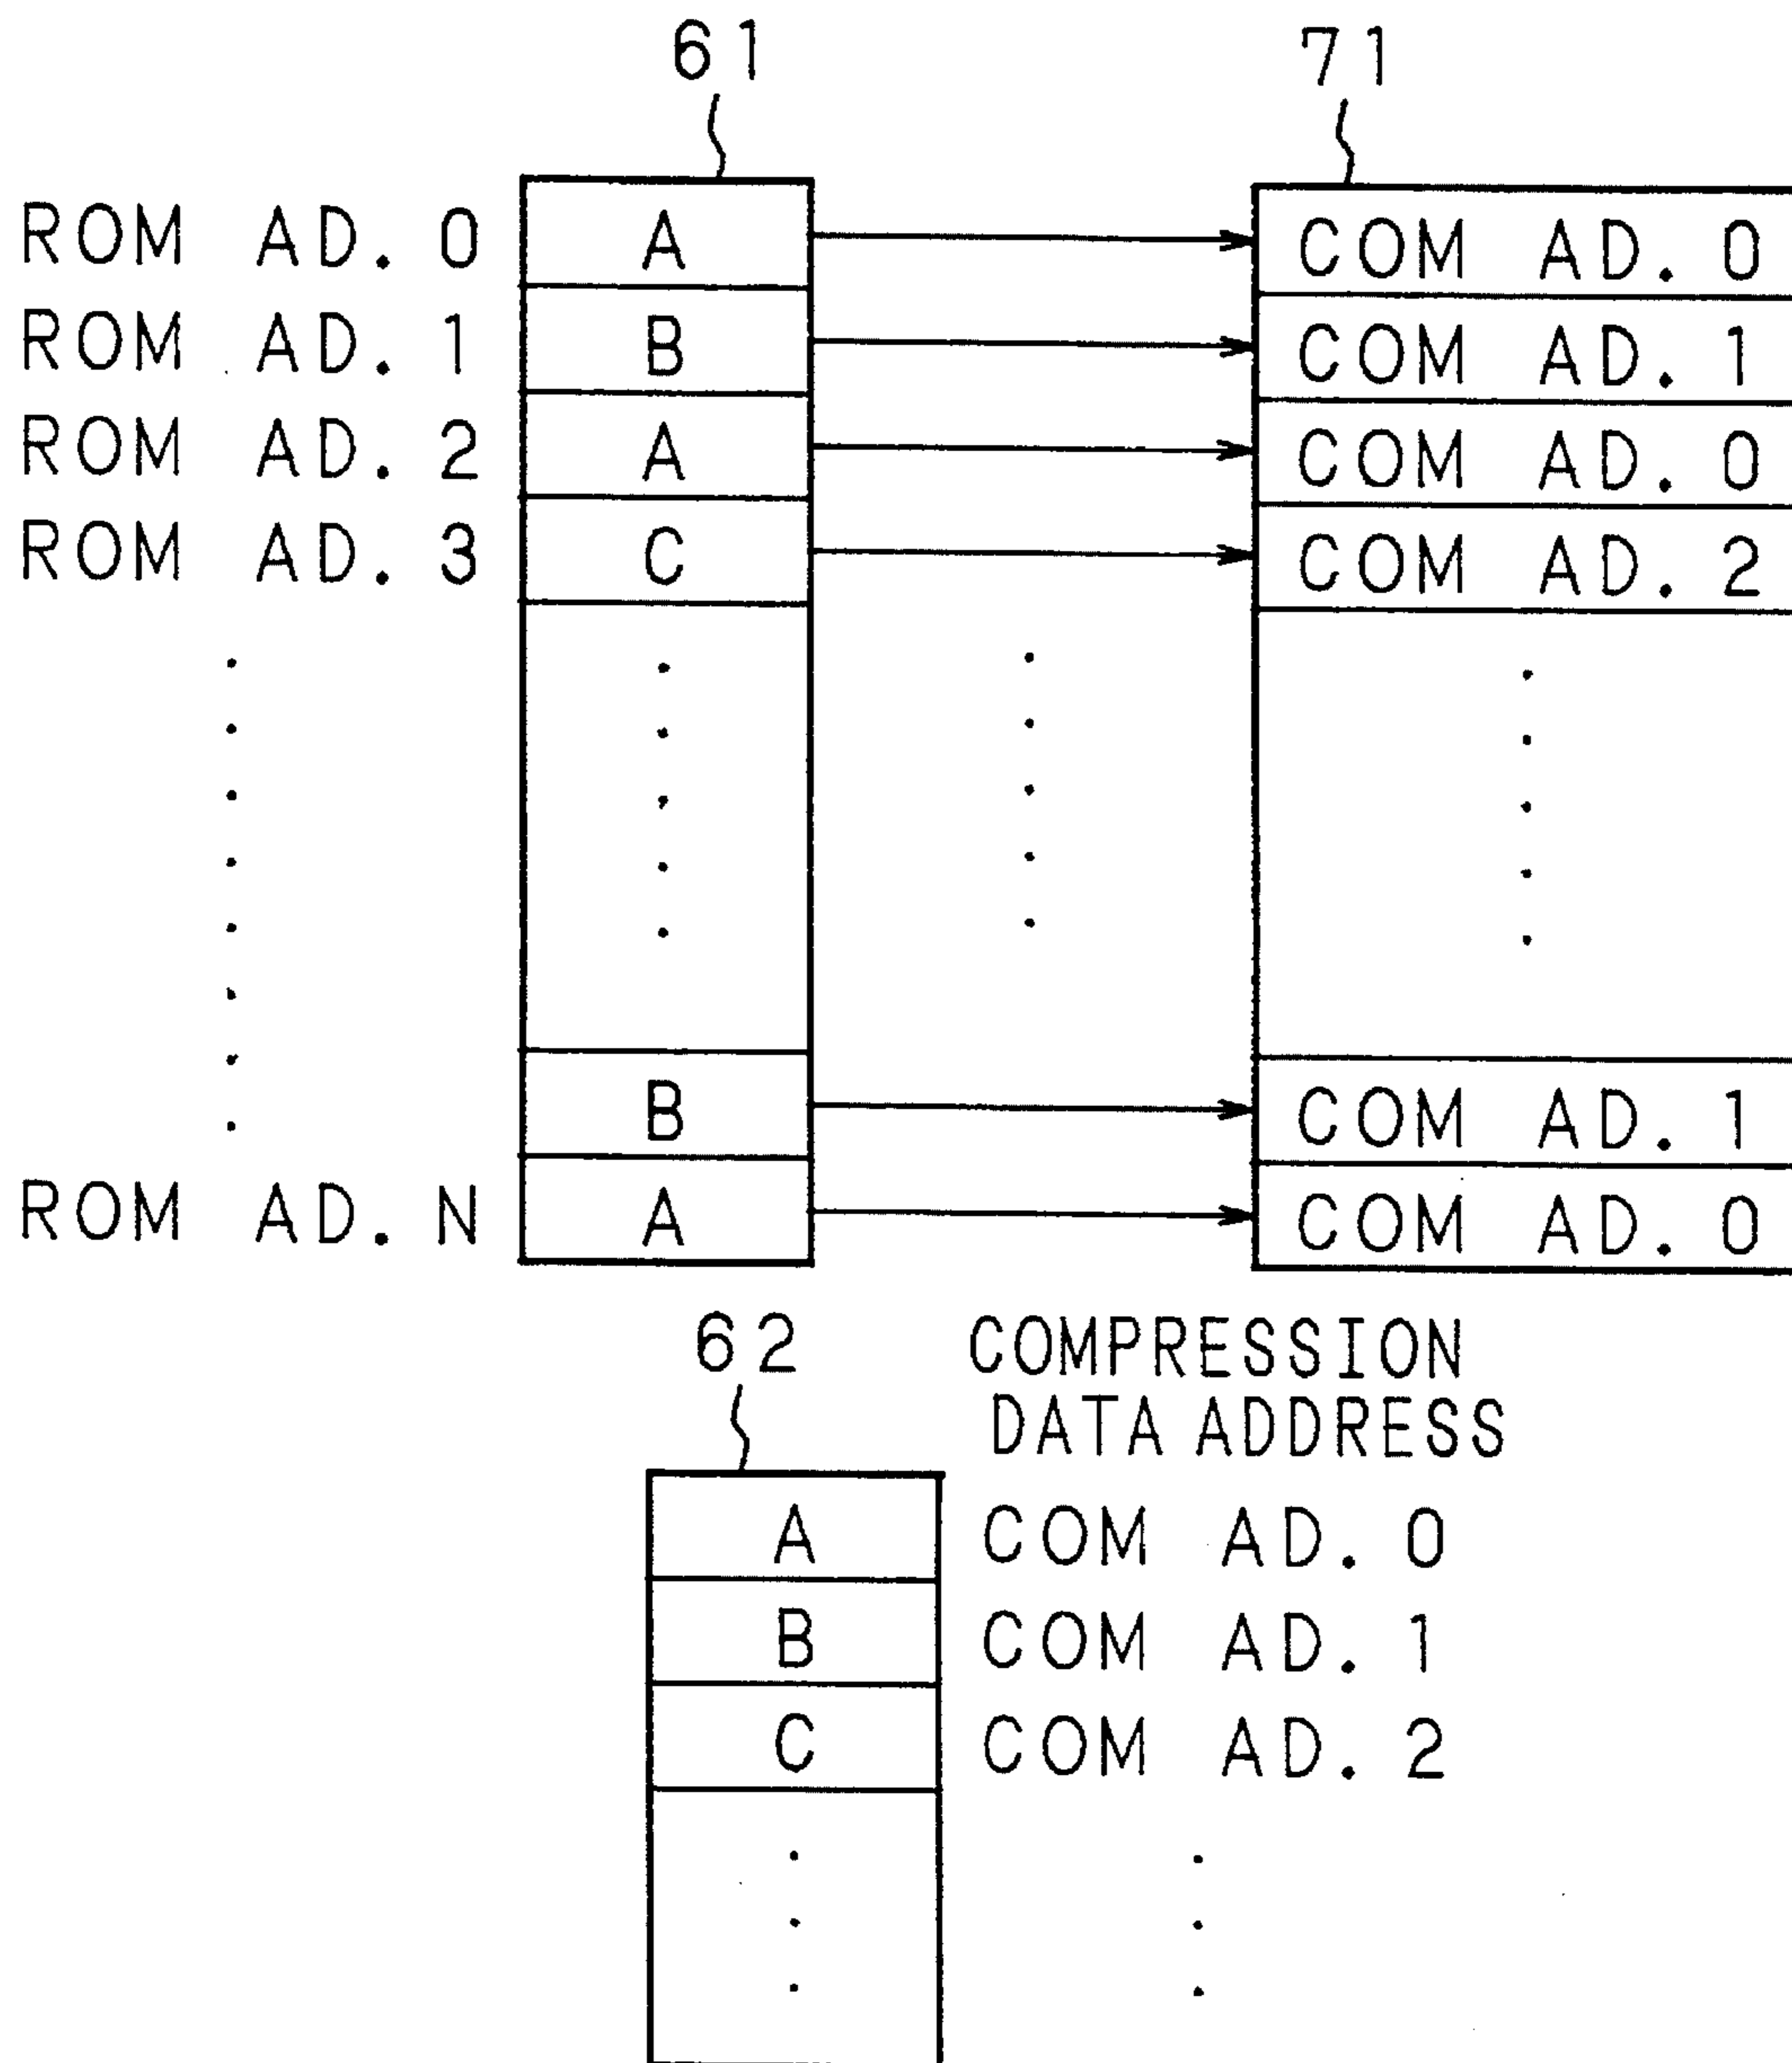 61 71
ROM AD. 0 A COM AD. 0
ROM AD. 1 B COM AD. 1
ROM AD. 2 A COM AD. 0
ROM AD. 3 C COM AD. 2
B COM AD. 1
ROM AD. N A COM AD. 0
62 COMPRESSION
DATA ADDRESS
A COM AD. 0
B COM AD. 1
C COM AD. 2